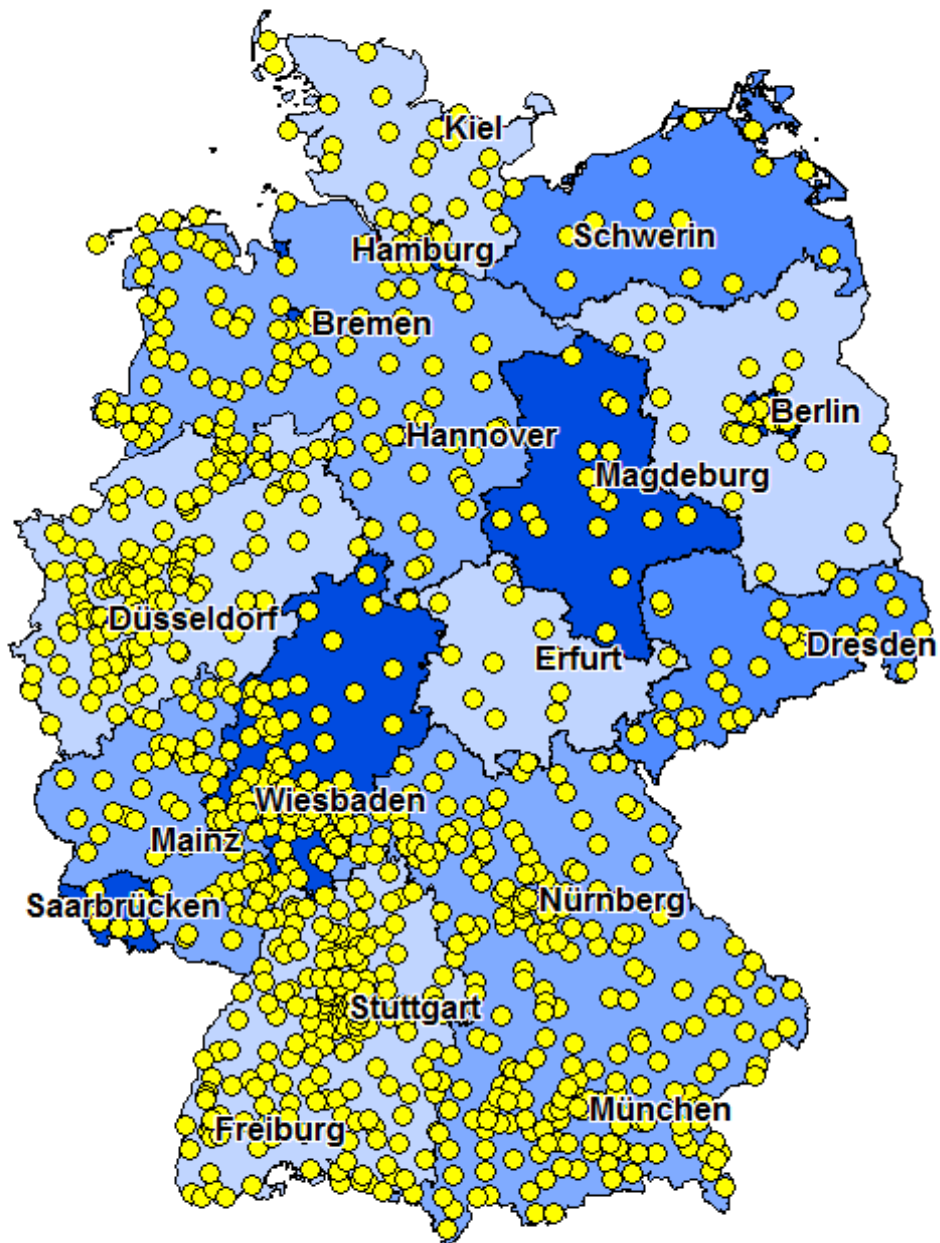 Kiel
Schwerin
Hamburg
Bremen
Berlin
Hannover
Magdeburg
Düsseldorf
Erfurt
Dresden
Wiesbaden
Mainz
Saarbrücken
Nürnberg
Stuttgart
München
Freiburg